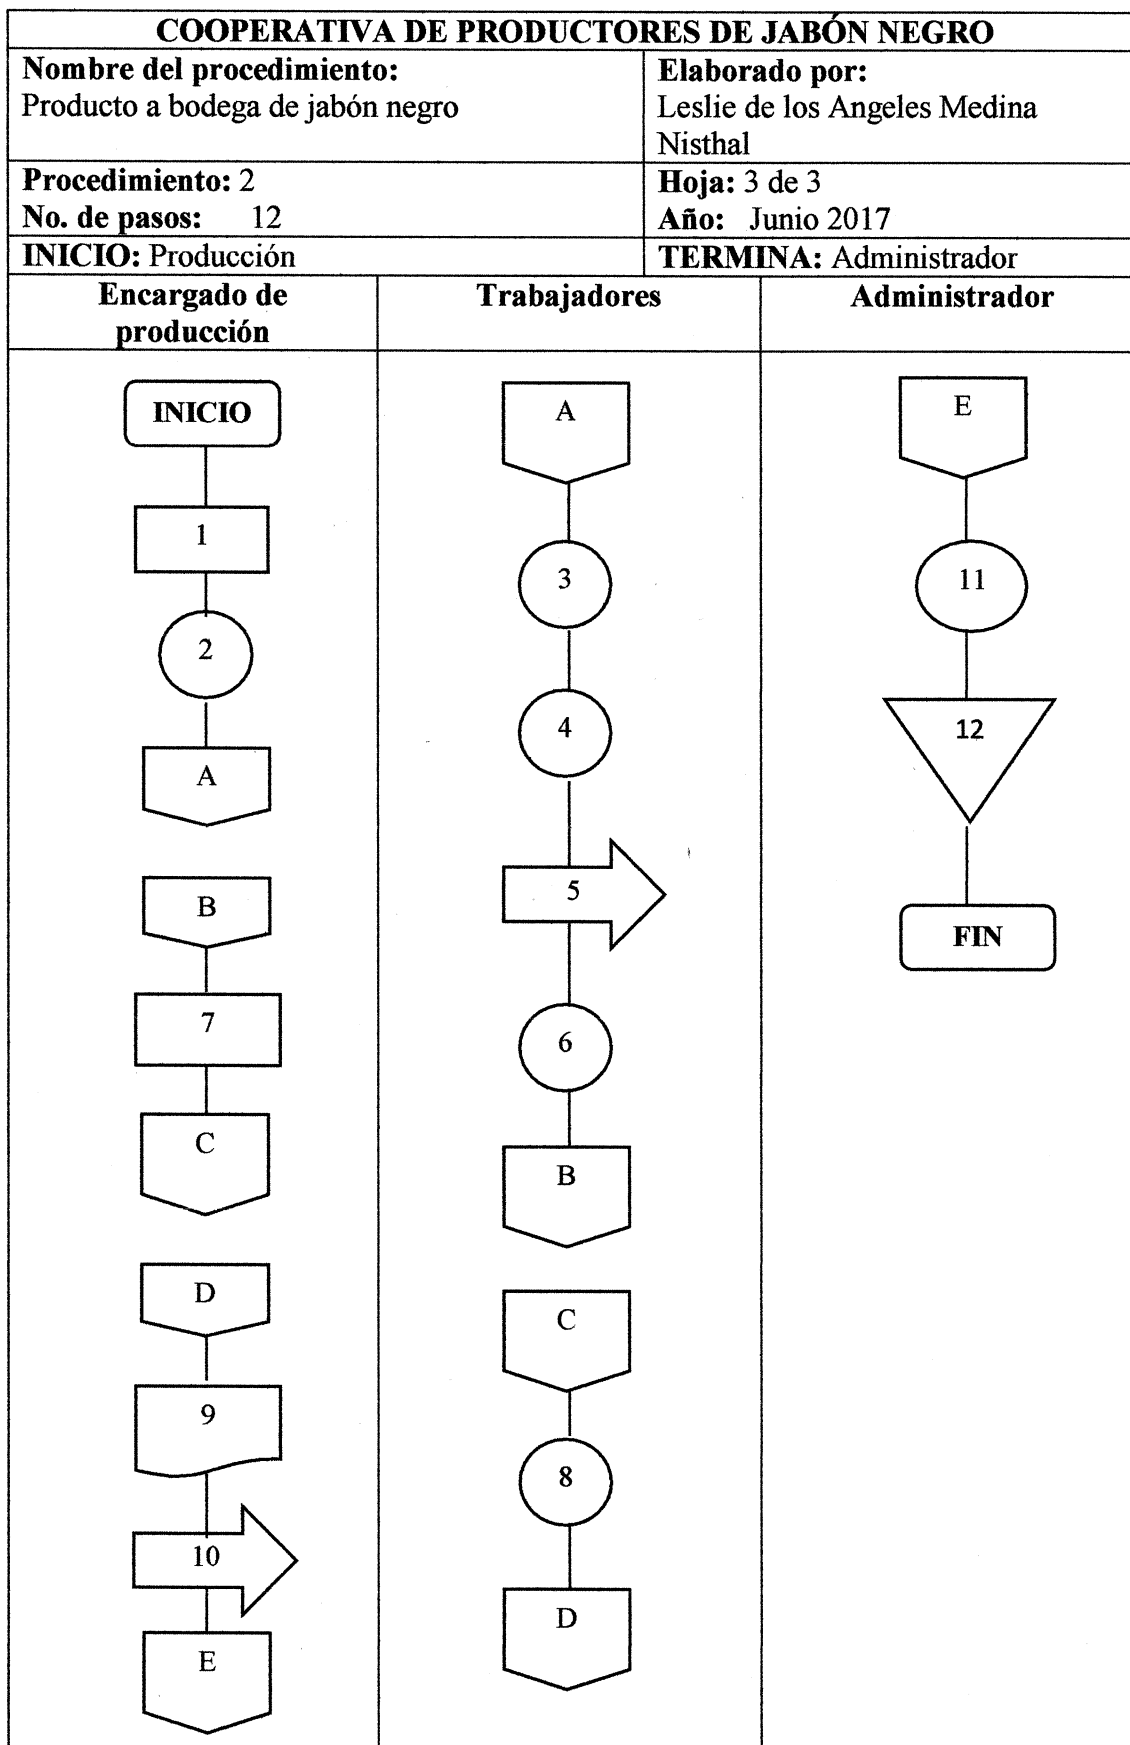 COOPERATIVA DE PRODUCTORES DE JABÓN NEGRO
Nombre del procedimiento:
Producto a bodega de jabón negro
Elaborado por:
Leslie de los Angeles Medina
Nisthal
Procedimiento: 2
No. de pasos: 12
Hoja: 3 de 3
Año: Junio 2017
INICIO: Producción
TERMINA: Administrador
Encargado de
producción
Trabajadores
Administrador
INICIO
1
2
A
B
7
C
D
9
10
E
A
3
4
5
6
B
C
8
D
E
11
12
FIN